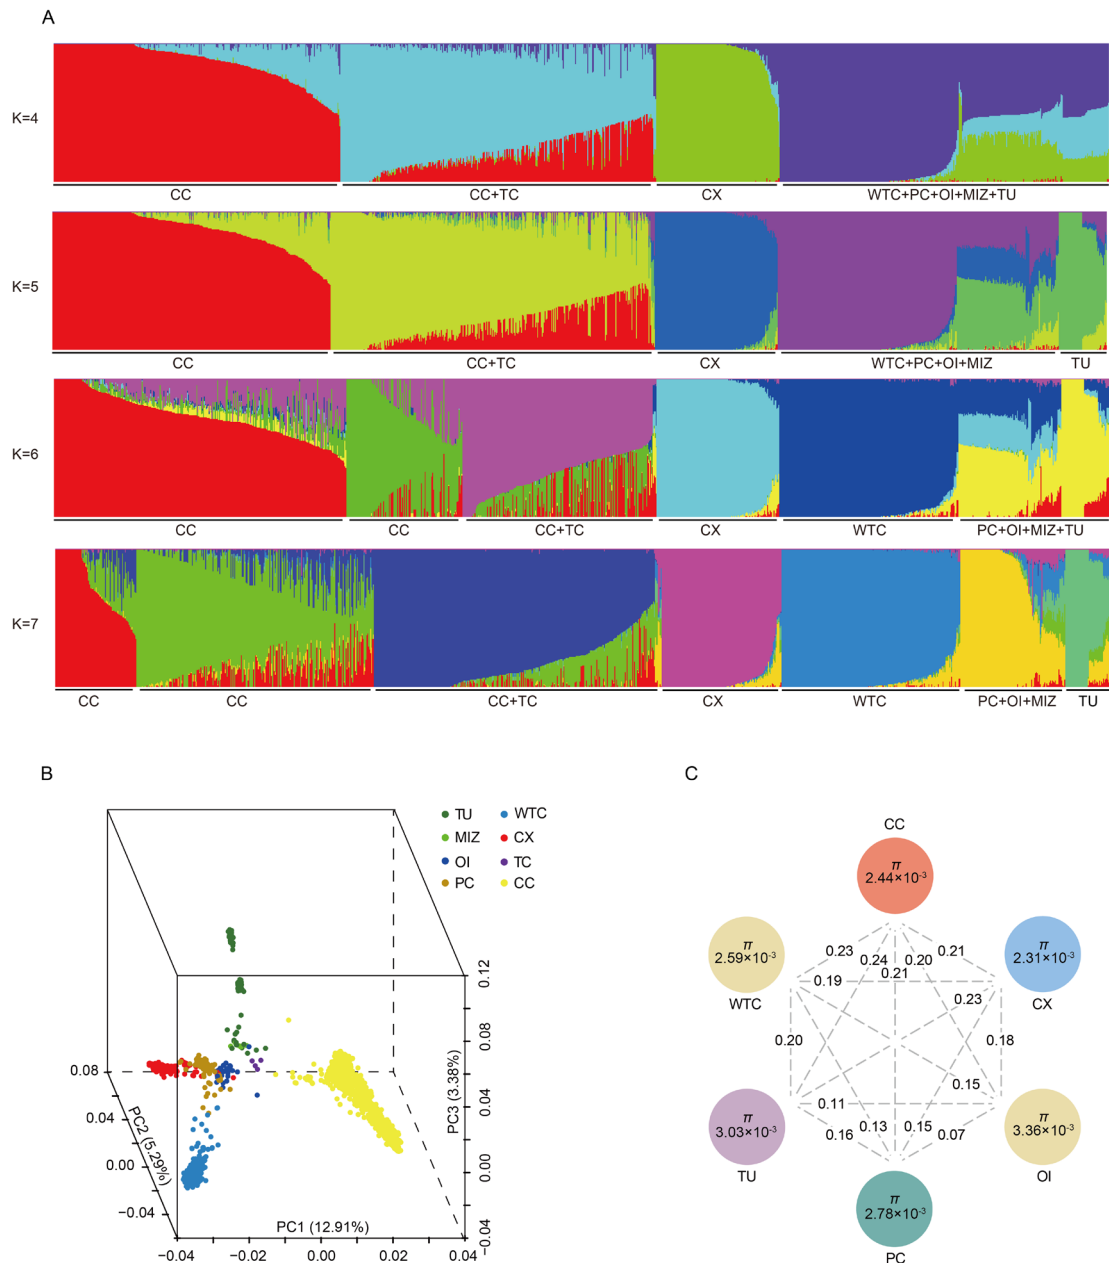 A
K=4
CC CC+TC CX WTC+PC+OI+MIZ+TU
K=5
CC CC+TC CX WTC+PC+OI+MIZ TU
K=6
CC CC CC+TC CX WTC PC+OI+MIZ+TU
K=7
CC CC CC+TC CX WTC PC+OI+MIZ TU
B
TU WTC
MIZ CX
OI TC
PC CC
0.08
0.04
0.00
−0.04
PC2 (5.29%)
PC1 (12.91%)
−0.04 −0.02 0.00 0.02 0.04
PC3 (3.38%)
0.12
0.08
0.04
0.00
−0.04
C
CC
π
2.44×10⁻³
π
2.59×10⁻³
WTC
π
2.31×10⁻³
CX
0.23 0.24 0.20 0.21
0.19 0.21 0.23
0.20 0.18
0.15
0.11
0.16 0.13 0.15 0.07
π
3.03×10⁻³
TU
π
3.36×10⁻³
OI
π
2.78×10⁻³
PC